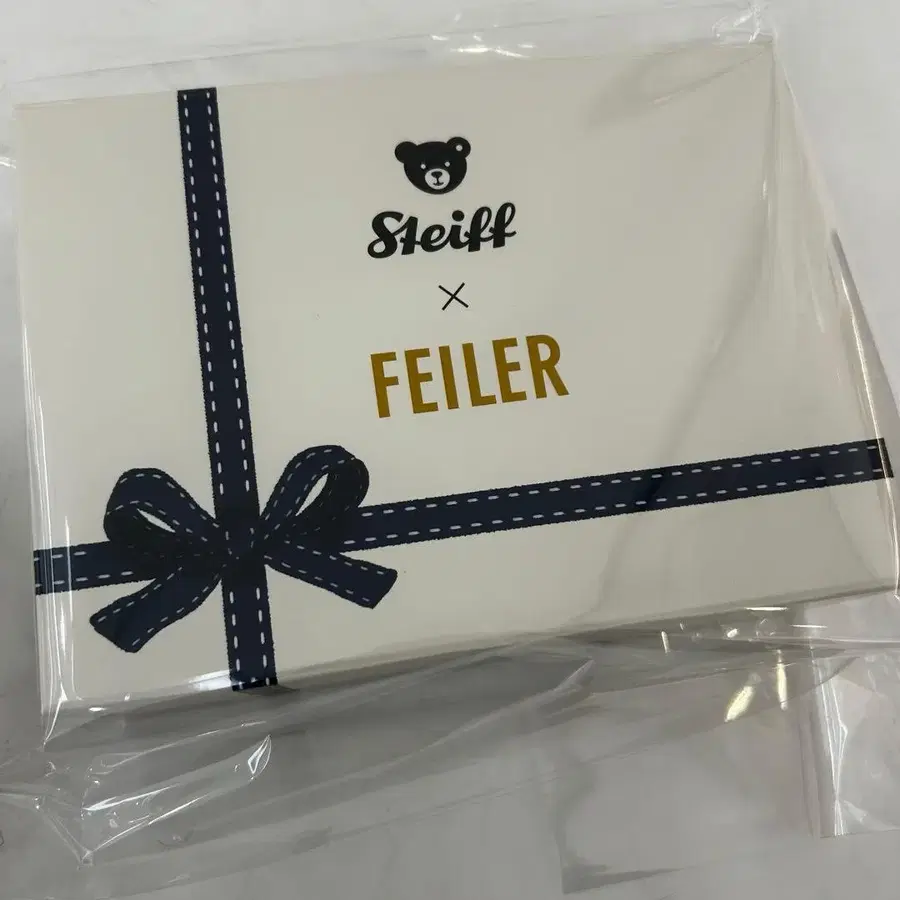 Steiff
×
FEILER